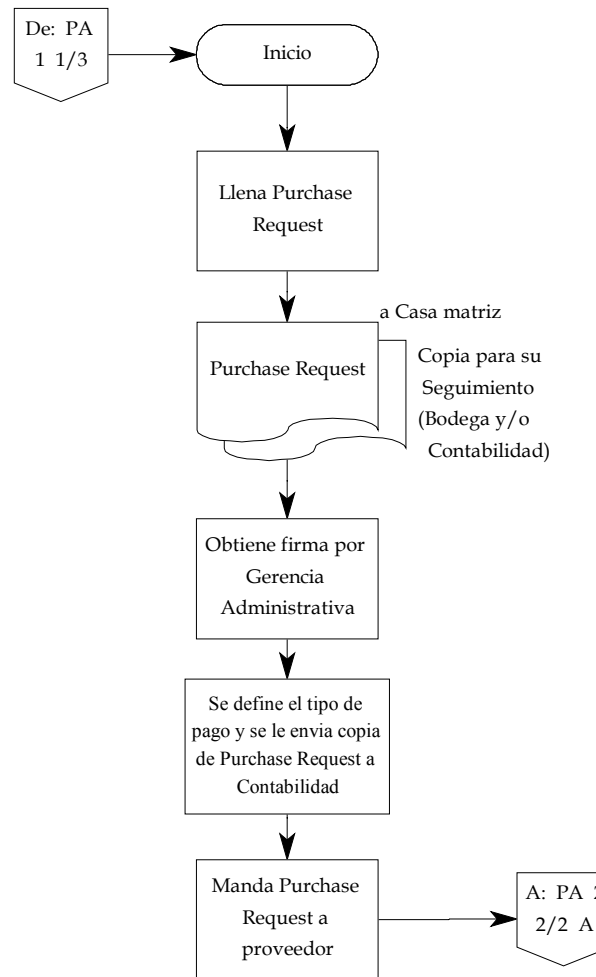 De: PA
1 1/3
Inicio
Llena Purchase
Request
a Casa matriz
Purchase Request
Copia para su
Seguimiento
(Bodega y/o
Contabilidad)
Obtiene firma por
Gerencia
Administrativa
Se define el tipo de
pago y se le envia copia
de Purchase Request a
Contabilidad
Manda Purchase
Request a
proveedor
A: PA 2
2/2 A